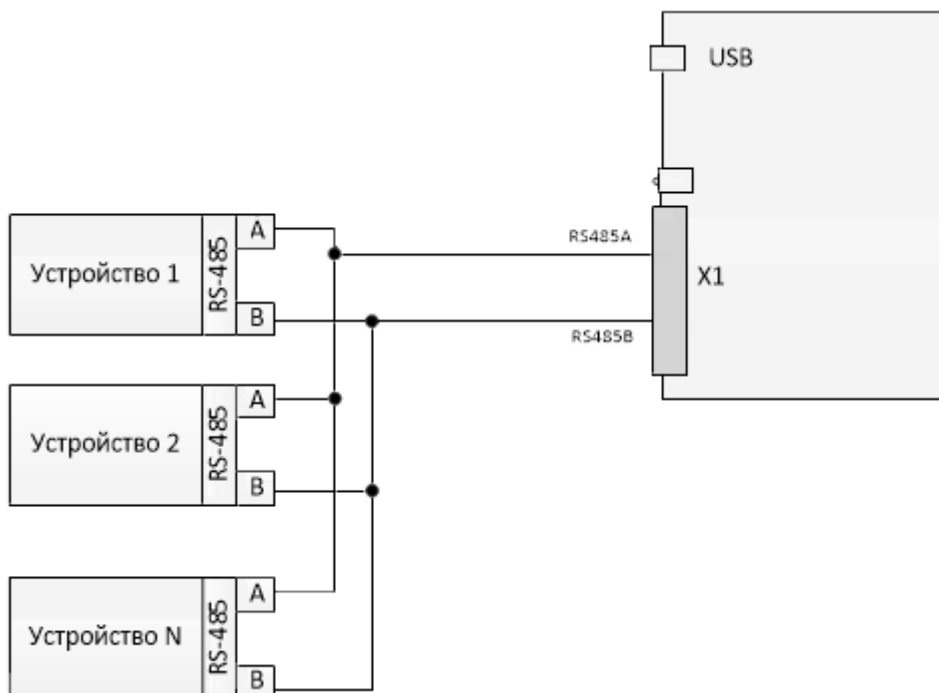 USB
RS485A
X1
RS485B
Устройство 1
RS-485
A
B
Устройство 2
RS-485
A
B
Устройство N
RS-485
A
B